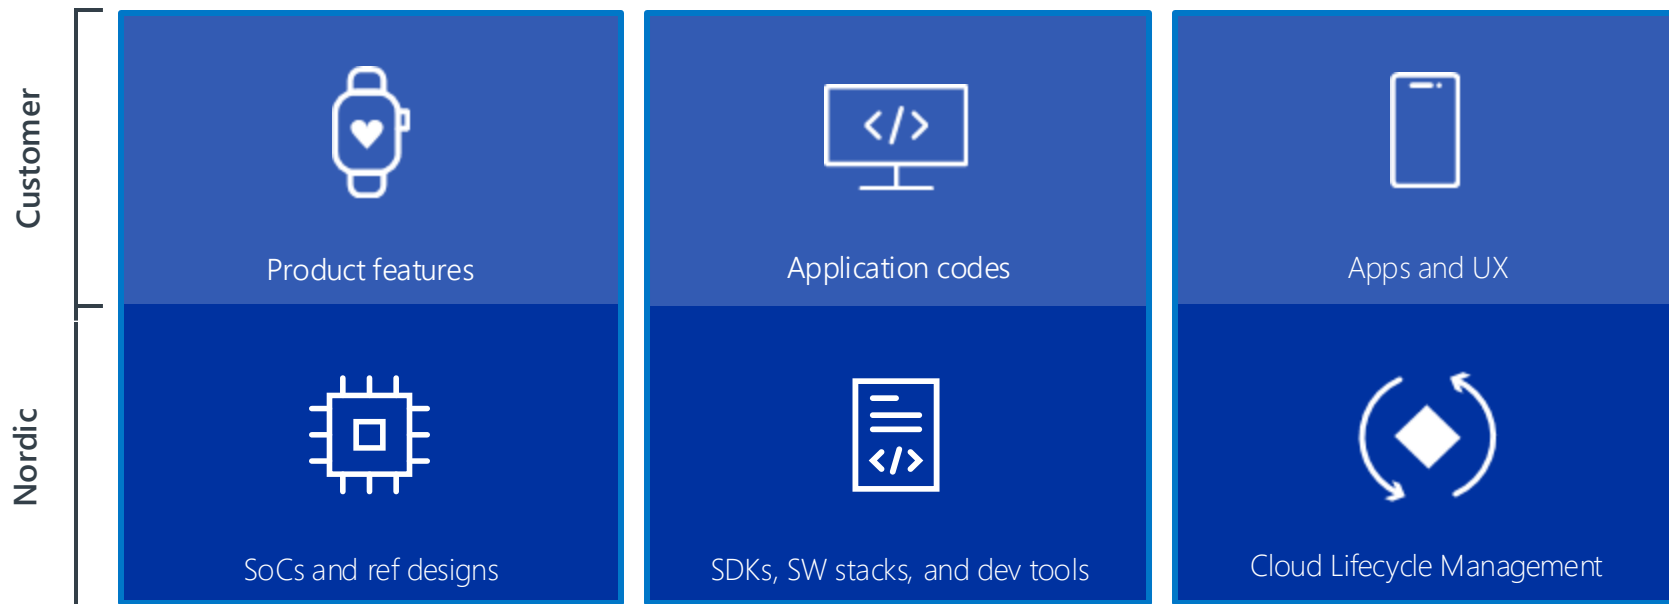 Customer
Product features
Application codes
Apps and UX
Nordic
SoCs and ref designs
SDKs, SW stacks, and dev tools
Cloud Lifecycle Management